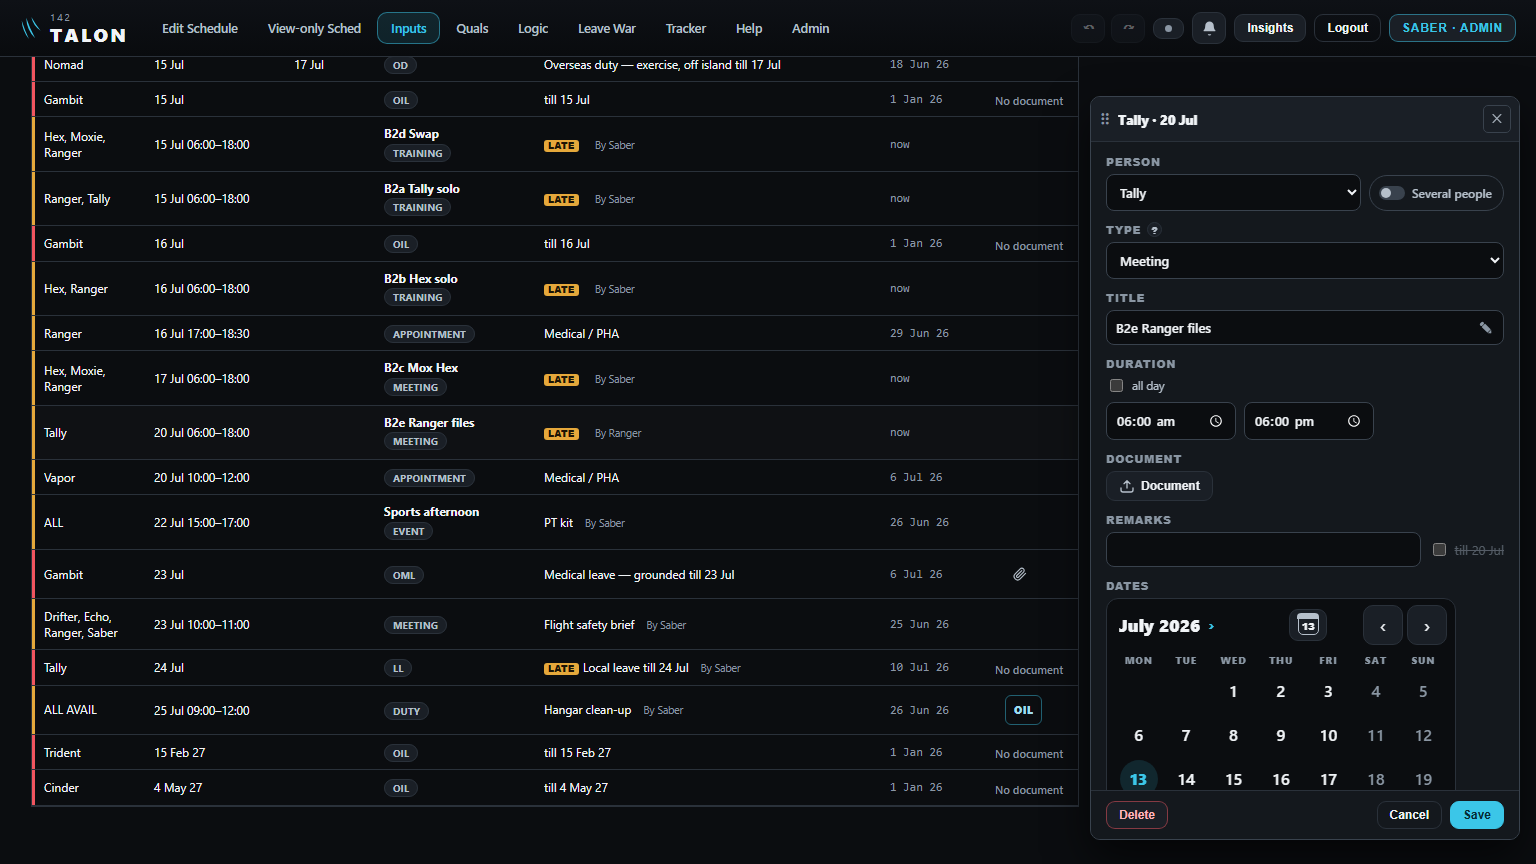 142
TALON
Edit Schedule
View-only Sched
Inputs
Quals
Logic
Leave War
Tracker
Help
Admin
Insights
Logout
SABER · ADMIN
Nomad 15 Jul 17 Jul OD Overseas duty — exercise, off island till 17 Jul 18 Jun 26
Gambit 15 Jul OIL till 15 Jul 1 Jan 26 No document
Hex, Moxie,
Ranger
15 Jul 06:00–18:00
B2d Swap
TRAINING
LATE By Saber now
Ranger, Tally 15 Jul 06:00–18:00
B2a Tally solo
TRAINING
LATE By Saber now
Gambit 16 Jul OIL till 16 Jul 1 Jan 26 No document
Hex, Ranger 16 Jul 06:00–18:00
B2b Hex solo
TRAINING
LATE By Saber now
Ranger 16 Jul 17:00–18:30 APPOINTMENT Medical / PHA 29 Jun 26
Hex, Moxie,
Ranger
17 Jul 06:00–18:00
B2c Mox Hex
MEETING
LATE By Saber now
Tally 20 Jul 06:00–18:00
B2e Ranger files
MEETING
LATE By Ranger now
Vapor 20 Jul 10:00–12:00 APPOINTMENT Medical / PHA 6 Jul 26
ALL 22 Jul 15:00–17:00
Sports afternoon
EVENT
PT kit By Saber 26 Jun 26
Gambit 23 Jul OML Medical leave — grounded till 23 Jul 6 Jul 26
Drifter, Echo,
Ranger, Saber
23 Jul 10:00–11:00 MEETING Flight safety brief By Saber 25 Jun 26
Tally 24 Jul LL LATE Local leave till 24 Jul By Saber 10 Jul 26 No document
ALL AVAIL 25 Jul 09:00–12:00 DUTY Hangar clean-up By Saber 26 Jun 26 OIL
Trident 15 Feb 27 OIL till 15 Feb 27 1 Jan 26 No document
Cinder 4 May 27 OIL till 4 May 27 1 Jan 26 No document
Tally • 20 Jul
PERSON
Tally
Several people
TYPE ?
Meeting
TITLE
B2e Ranger files
DURATION
all day
06:00 am 06:00 pm
DOCUMENT
Document
REMARKS
till 20 Jul
DATES
July 2026 › 13 ‹ ›
MON TUE WED THU FRI SAT SUN
1 2 3 4 5
6 7 8 9 10 11 12
13 14 15 16 17 18 19
Delete Cancel Save